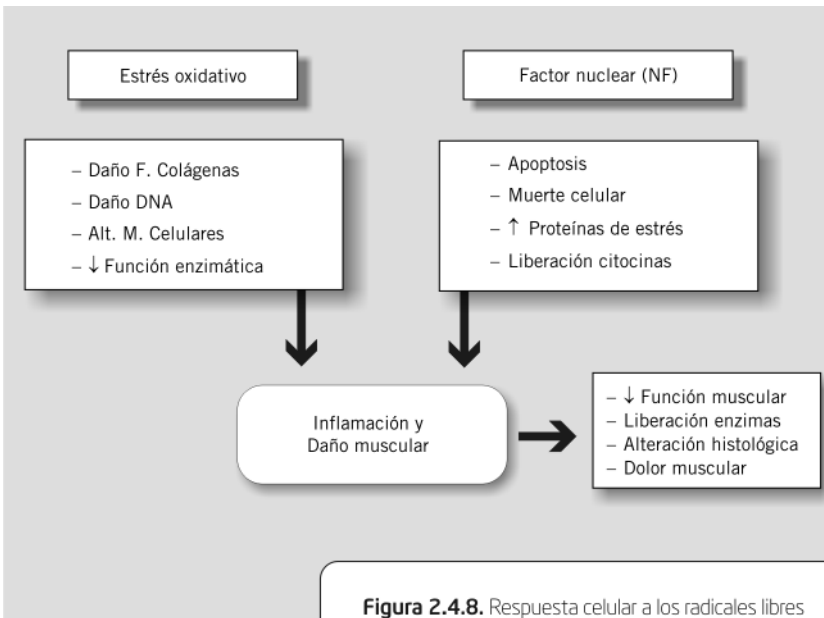 Estrés oxidativo
Factor nuclear (NF)
– Daño F. Colágenas
– Daño DNA
– Alt. M. Celulares
– ↓ Función enzimática
– Apoptosis
– Muerte celular
– ↑ Proteínas de estrés
– Liberación citocinas
Inflamación y
Daño muscular
– ↓ Función muscular
– Liberación enzimas
– Alteración histológica
– Dolor muscular
Figura 2.4.8. Respuesta celular a los radicales libres